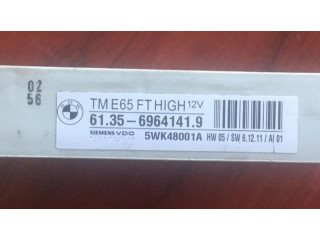 02
56
BMW
TM E65 FT HIGH 12V
61.35-6964141.9
SIEMENS VDO
5WK48001A HW 05 / SW 6.12.11 / AI 01